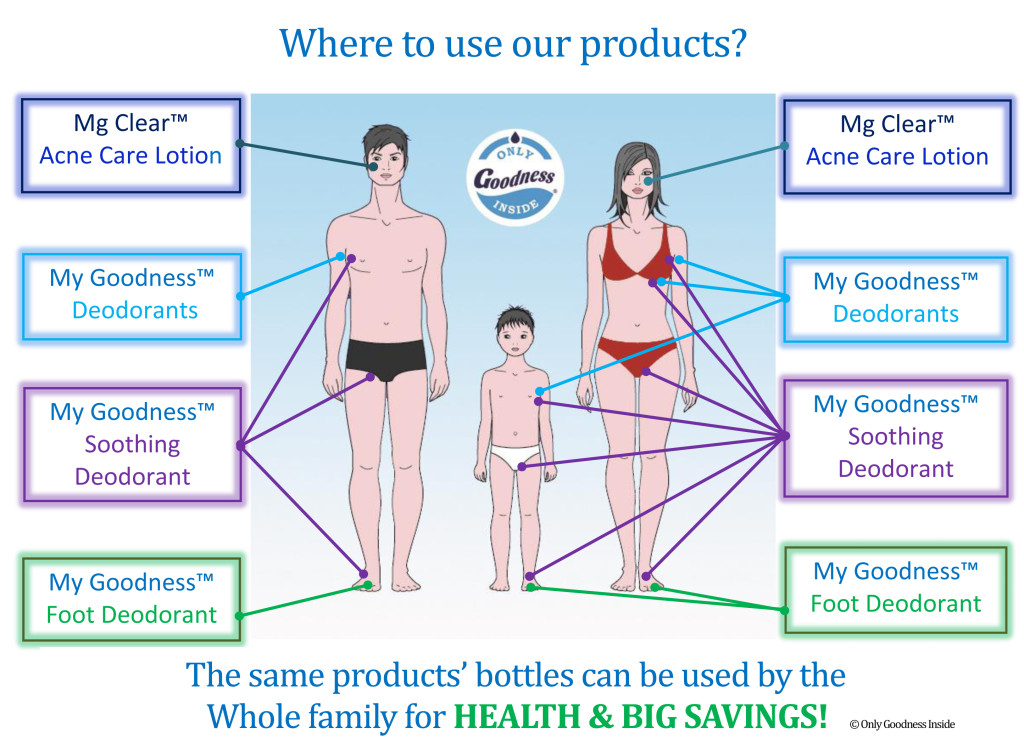 Where to use our products?
Mg Clear™
Acne Care Lotion
My Goodness™
Deodorants
My Goodness™
Soothing
Deodorant
My Goodness™
Foot Deodorant
ONLY
Goodness®
INSIDE
Mg Clear™
Acne Care Lotion
My Goodness™
Deodorants
My Goodness™
Soothing
Deodorant
My Goodness™
Foot Deodorant
The same products’ bottles can be used by the
Whole family for HEALTH & BIG SAVINGS!
© Only Goodness Inside